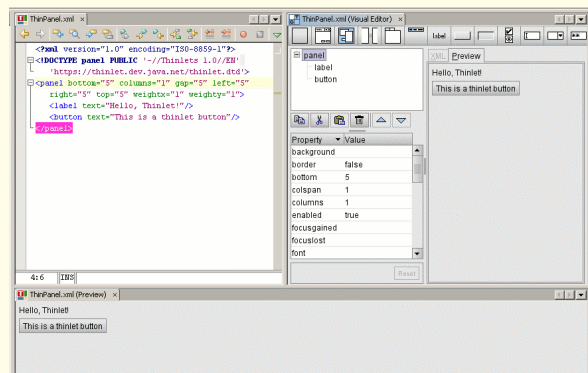 ThinPanel.xml
<?xml version="1.0" encoding="ISO-8859-1"?>
<!DOCTYPE panel PUBLIC '-//Thinlets 1.0//EN'
'https://thinlet.dev.java.net/thinlet.dtd'>
<panel bottom="5" columns="1" gap="5" left="5"
right="5" top="5" weightx="1" weighty="1">
<label text="Hello, Thinlet!"/>
<button text="This is a thinlet button"/>
</panel>
4:6 INS
ThinPanel.xml (Visual Editor)
label
panel
label
button
Property Value
background
border false
bottom 5
colspan 1
columns 1
enabled true
focusgained
focuslost
font
Reset
XML Preview
Hello, Thinlet!
This is a thinlet button
ThinPanel.xml (Preview)
Hello, Thinlet!
This is a thinlet button